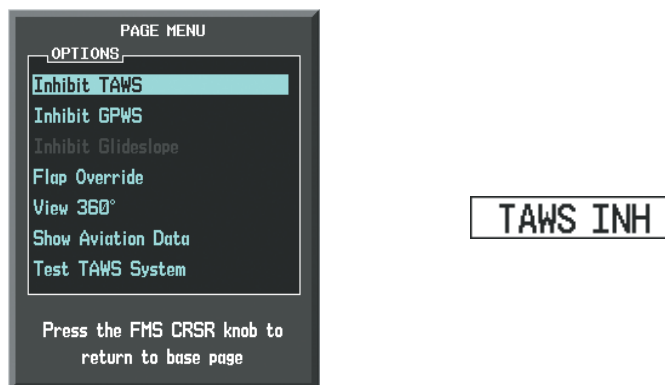 PAGE MENU
OPTIONS
Inhibit TAWS
Inhibit GPWS
Inhibit Glideslope
Flap Override
View 360°
Show Aviation Data
Test TAWS System
Press the FMS CRSR knob to
return to base page
TAWS INH